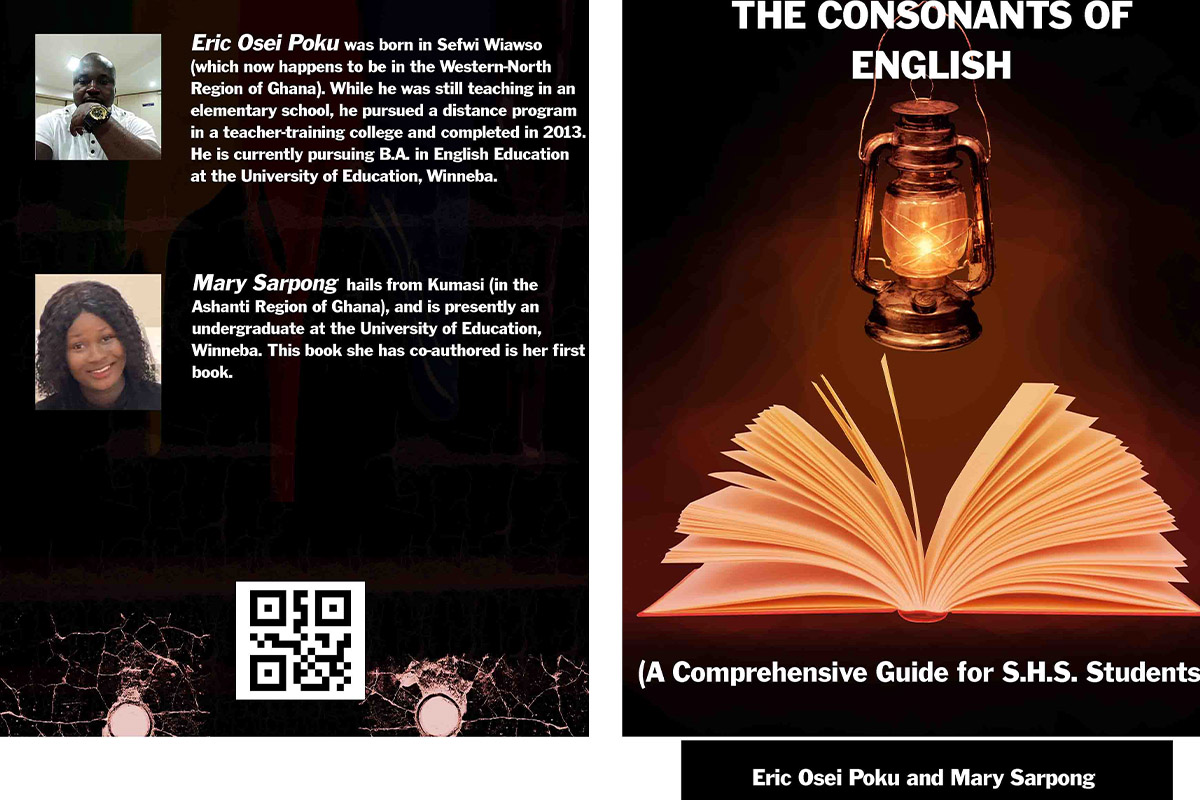 Eric Osei Poku was born in Sefwi Wiawso
(which now happens to be in the Western-North
Region of Ghana). While he was still teaching in an
elementary school, he pursued a distance program
in a teacher-training college and completed in 2013.
He is currently pursuing B.A. in English Education
at the University of Education, Winneba.
Mary Sarpong hails from Kumasi (in the
Ashanti Region of Ghana), and is presently an
undergraduate at the University of Education,
Winneba. This book she has co-authored is her first
book.
THE CONSONANTS OF
ENGLISH
(A Comprehensive Guide for S.H.S. Students
Eric Osei Poku and Mary Sarpong